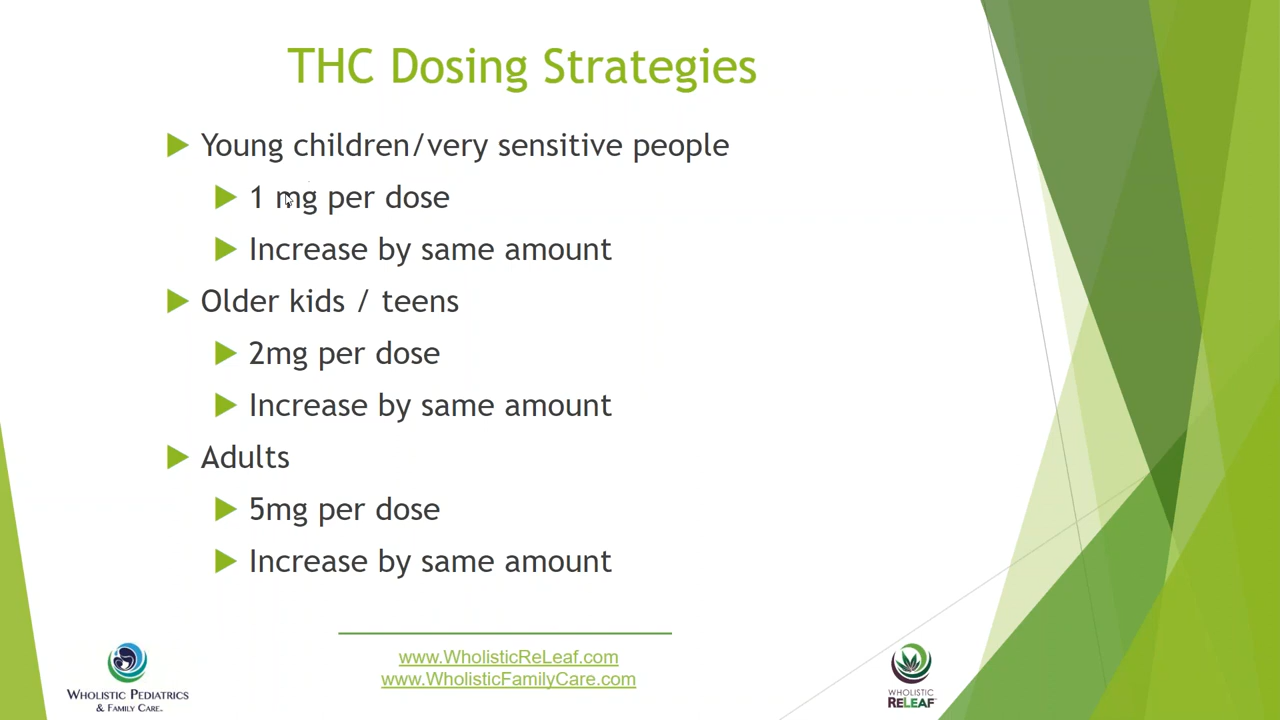 THC Dosing Strategies
Young children/very sensitive people
1 mg per dose
Increase by same amount
Older kids / teens
2mg per dose
Increase by same amount
Adults
5mg per dose
Increase by same amount
www.WholisticReLeaf.com
www.WholisticFamilyCare.com
WHOLISTIC PEDIATRICS
& FAMILY CARE.
WHOLISTIC
RELEAF